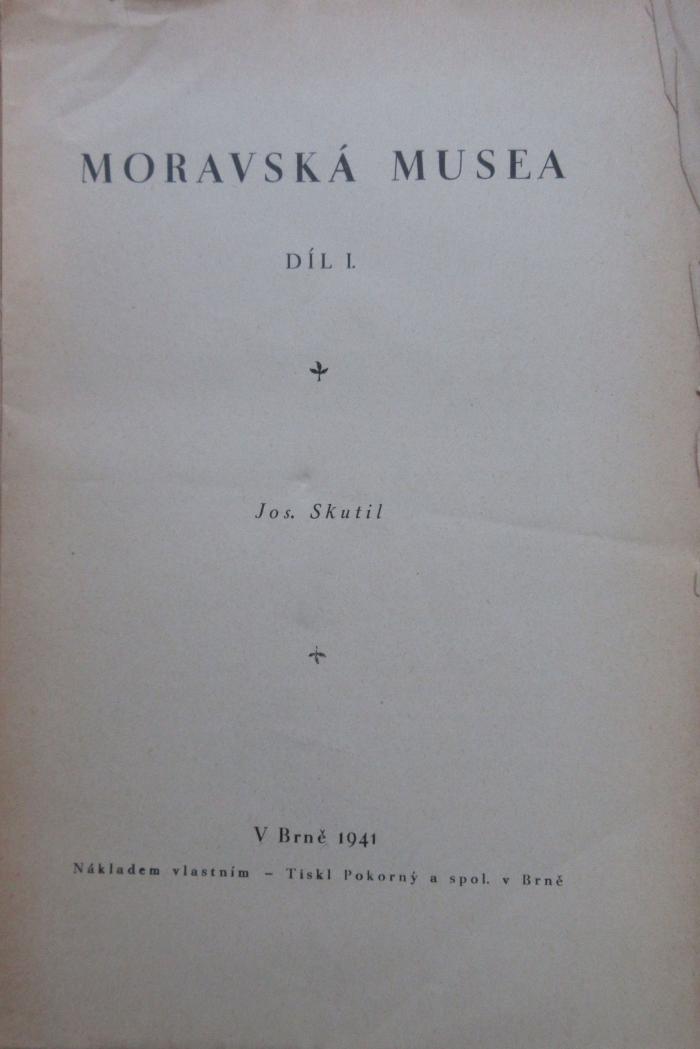 MORAVSKÁ MUSEA
DÍL I.
Jos. Skutil
V Brně 1941
Nákladem vlastním – Tiskl Pokorný a spol. v Brně